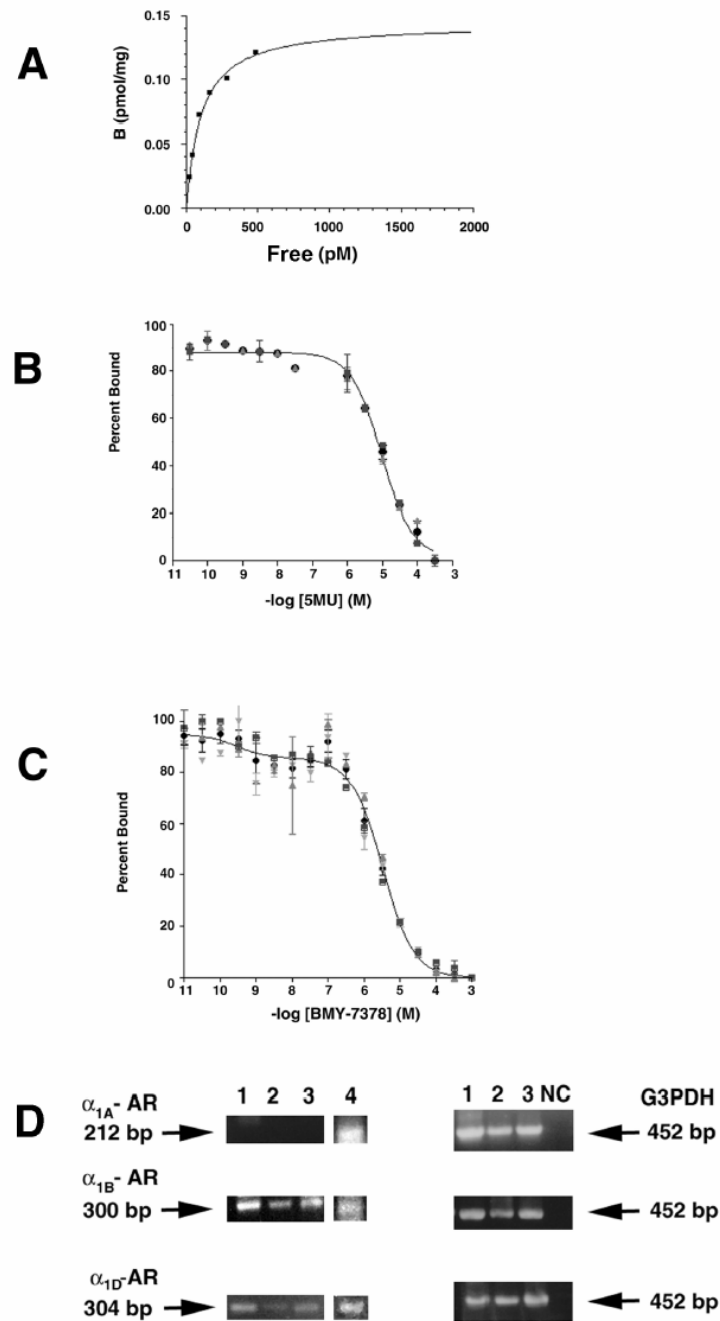 A
B (pmol/mg)
0.15
0.10
0.05
0.00
0 500 1000 1500 2000
Free (pM)
B
Percent Bound
100
80
60
40
20
0
11 10 9 8 7 6 5 4 3
-log [5MU] (M)
C
Percent Bound
100
80
60
40
20
0
11 10 9 8 7 6 5 4 3
-log [BMY-7378] (M)
D
1 2 3 4
1 2 3 NC
α1A- AR
212 bp
G3PDH
452 bp
α1B- AR
300 bp
452 bp
α1D-AR
304 bp
452 bp